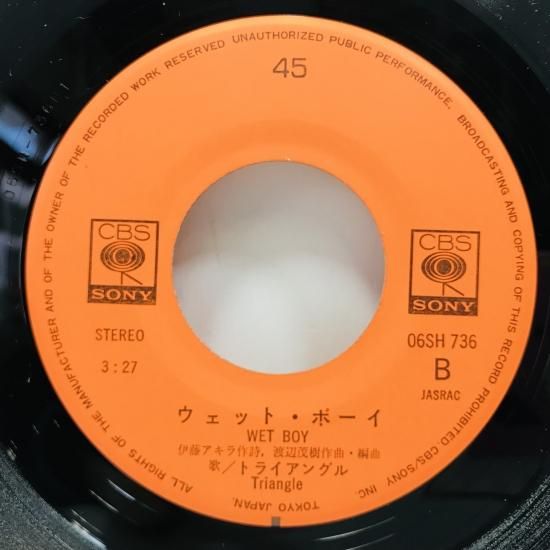 ALL RIGHTS OF THE MANUFACTURER AND OF THE OWNER OF THE RECORDED WORK RESERVED UNAUTHORIZED PUBLIC PERFORMANCE, BROADCASTING AND COPYING OF THIS RECORD PROHIBITED-CBS/SONY INC. TOKYO JAPAN.
45
CBS
SONY
CBS
SONY
STEREO
3:27
06SH 736
B
JASRAC
ウェット・ボーイ
WET BOY
伊藤アキラ作詩,渡辺茂樹作曲・編曲
歌/トライアングル
Triangle